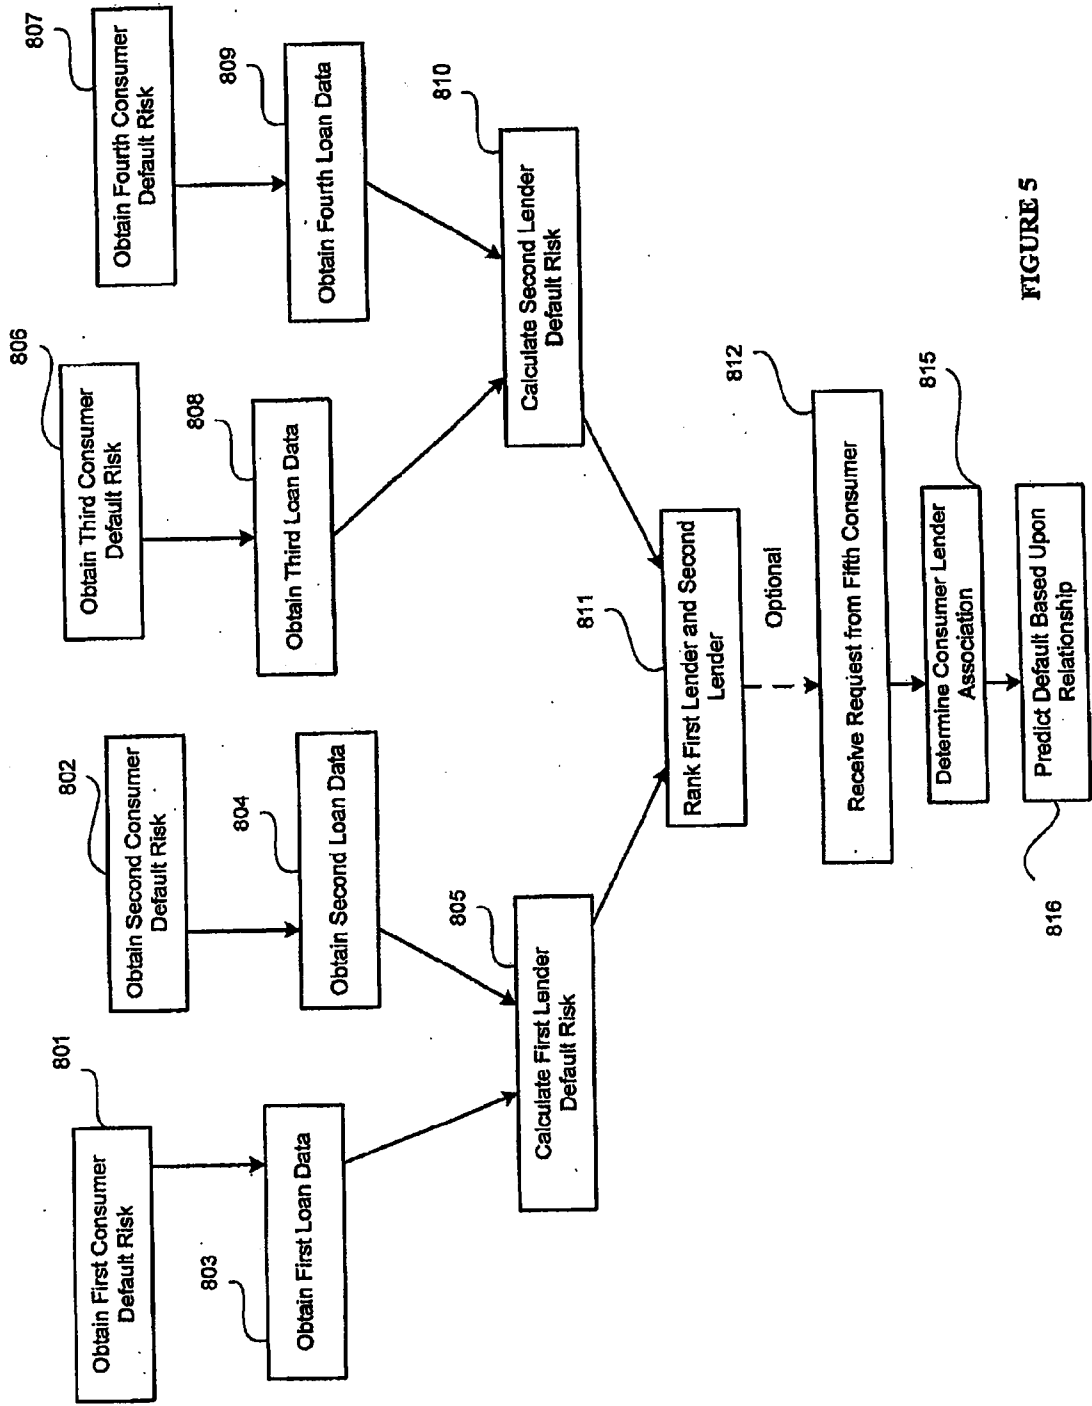 801
Obtain First Consumer
Default Risk
802
Obtain Second Consumer
Default Risk
806
Obtain Third Consumer
Default Risk
807
Obtain Fourth Consumer
Default Risk
803
Obtain First Loan Data
804
Obtain Second Loan Data
808
Obtain Third Loan Data
809
Obtain Fourth Loan Data
805
Calculate First Lender
Default Risk
810
Calculate Second Lender
Default Risk
811
Rank First Lender and Second
Lender
Optional
812
Receive Request from Fifth Consumer
815
Determine Consumer Lender
Association
816
Predict Default Based Upon
Relationship
FIGURE 5